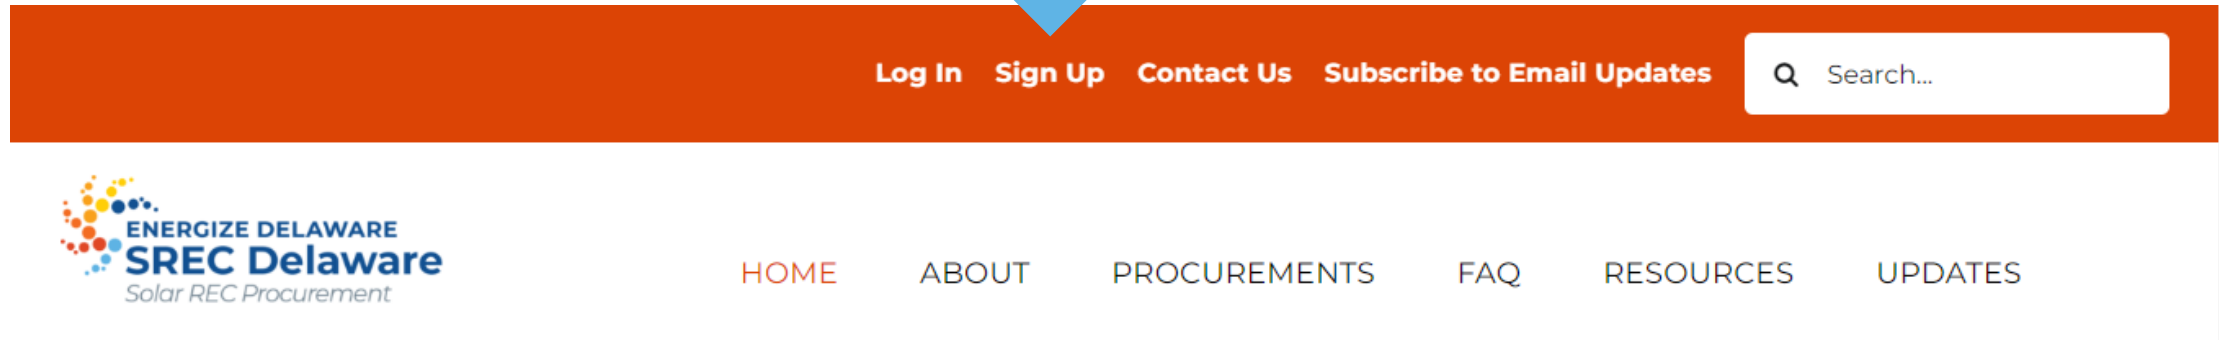 Log In Sign Up Contact Us Subscribe to Email Updates Search...
ENERGIZE DELAWARE
SREC Delaware
Solar REC Procurement
HOME ABOUT PROCUREMENTS FAQ RESOURCES UPDATES